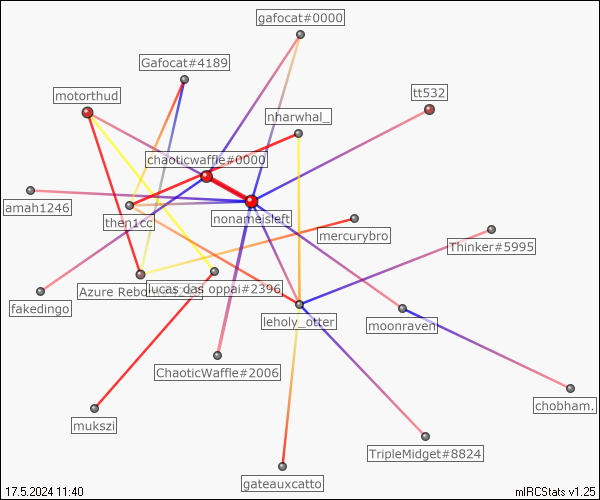 gafocat#0000
Gafocat#4189
motorthud
tt532
nharwhal_
chaoticwaffle#0000
amah1246
then1cc
nonameisleft
mercurybro
Thinker#5995
Azure
lucas das oppai#2396
fakedingo
leholy_otter
moonraven
ChaoticWaffle#2006
chobham.
mukszi
TripleMidget#8824
gateauxcatto
17.5.2024 11:40
mIRCStats v1.25